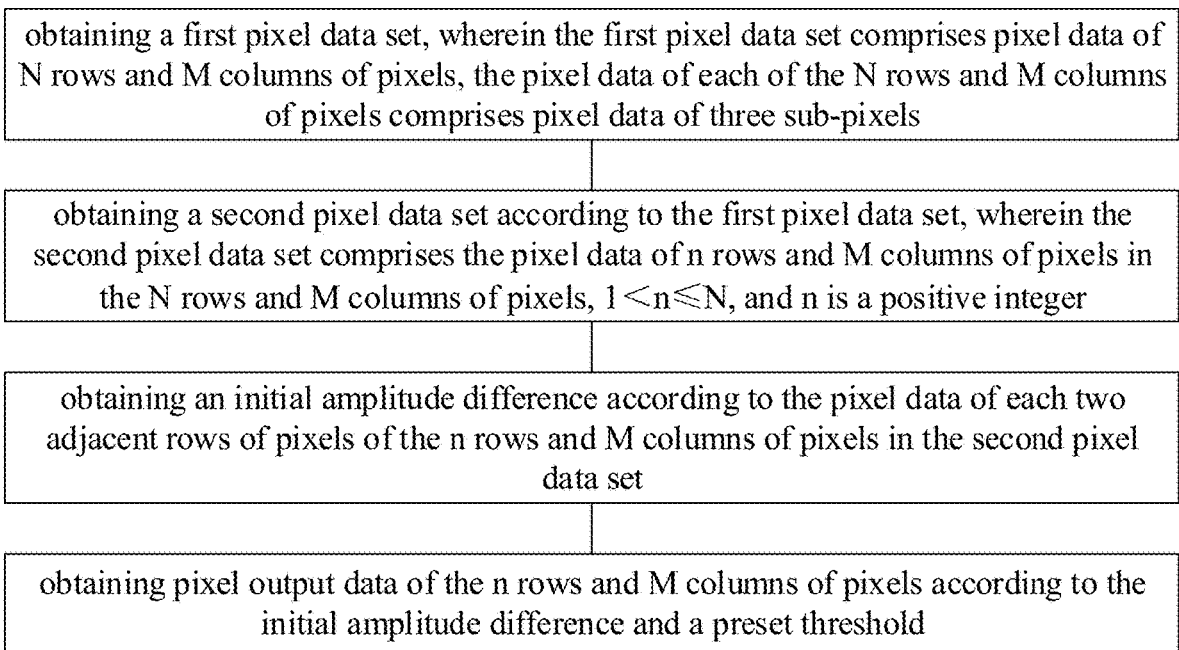 obtaining a first pixel data set, wherein the first pixel data set comprises pixel data of
N rows and M columns of pixels, the pixel data of each of the N rows and M columns
of pixels comprises pixel data of three sub-pixels
obtaining a second pixel data set according to the first pixel data set, wherein the
second pixel data set comprises the pixel data of n rows and M columns of pixels in
the N rows and M columns of pixels, 1<n≤N, and n is a positive integer
obtaining an initial amplitude difference according to the pixel data of each two
adjacent rows of pixels of the n rows and M columns of pixels in the second pixel
data set
obtaining pixel output data of the n rows and M columns of pixels according to the
initial amplitude difference and a preset threshold